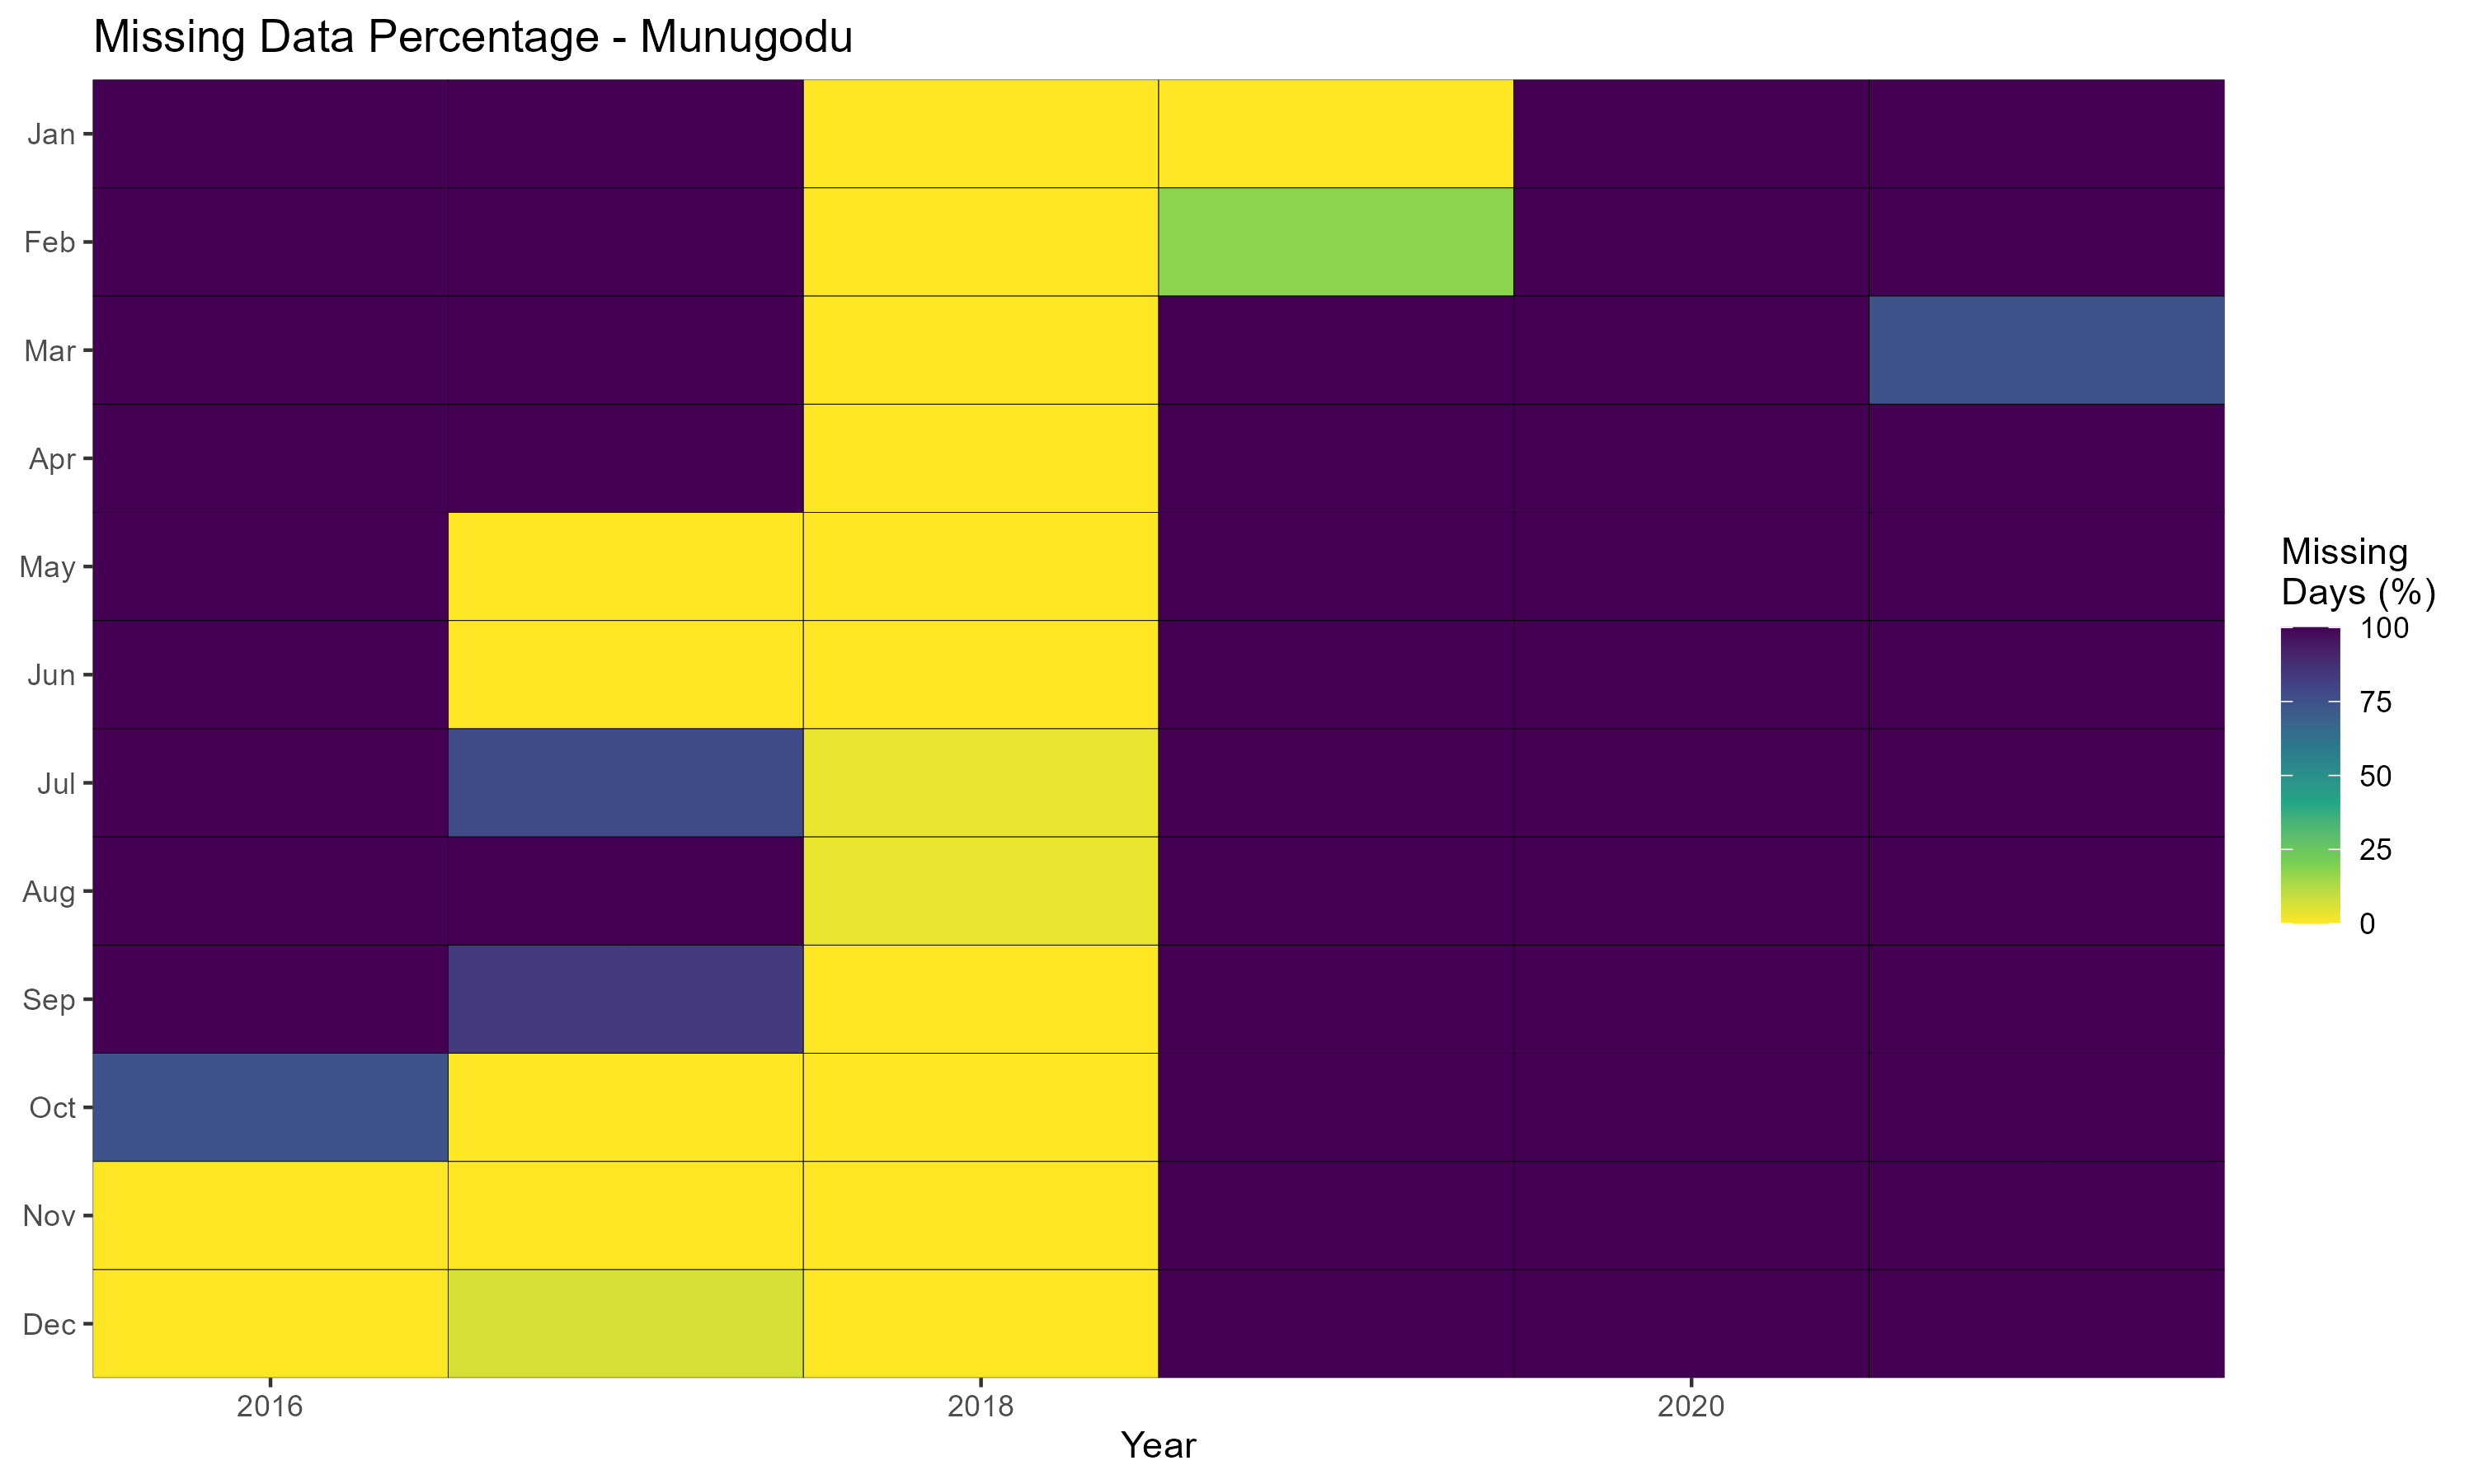 Missing Data Percentage - Munugodu
Jan
Feb
Mar
Apr
May
Jun
Jul
Aug
Sep
Oct
Nov
Dec
2016
2018
2020
Year
Missing
Days (%)
100
75
50
25
0